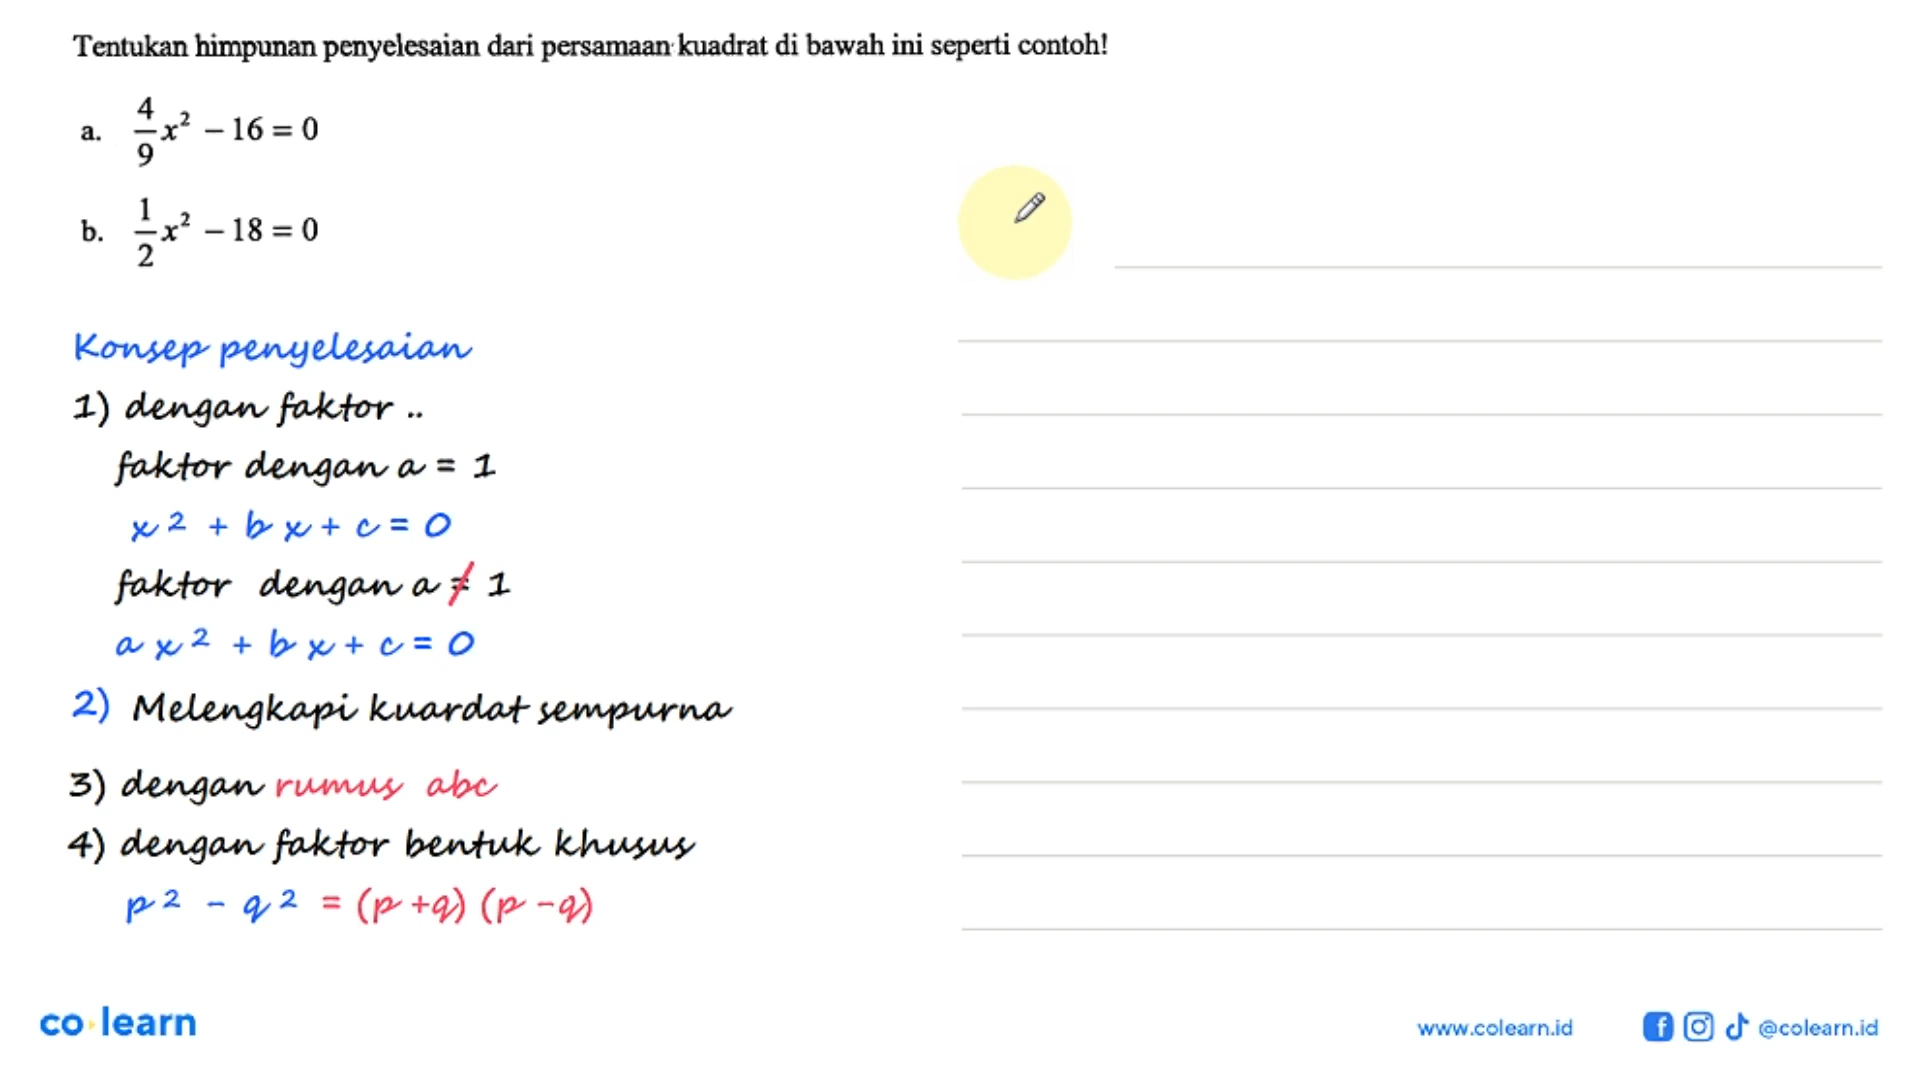 Tentukan himpunan penyelesaian dari persamaan kuadrat di bawah ini seperti contoh!
a. 4/9 x² − 16 = 0
b. 1/2 x² − 18 = 0
Konsep penyelesaian
1) dengan faktor ..
faktor dengan a = 1
x² + bx + c = 0
faktor dengan a ≠ 1
ax² + bx + c = 0
2) Melengkapi kuardat sempurna
3) dengan rumus abc
4) dengan faktor bentuk khusus
p² - q² = (p+q) (p-q)
co learn
www.colearn.id
@colearn.id